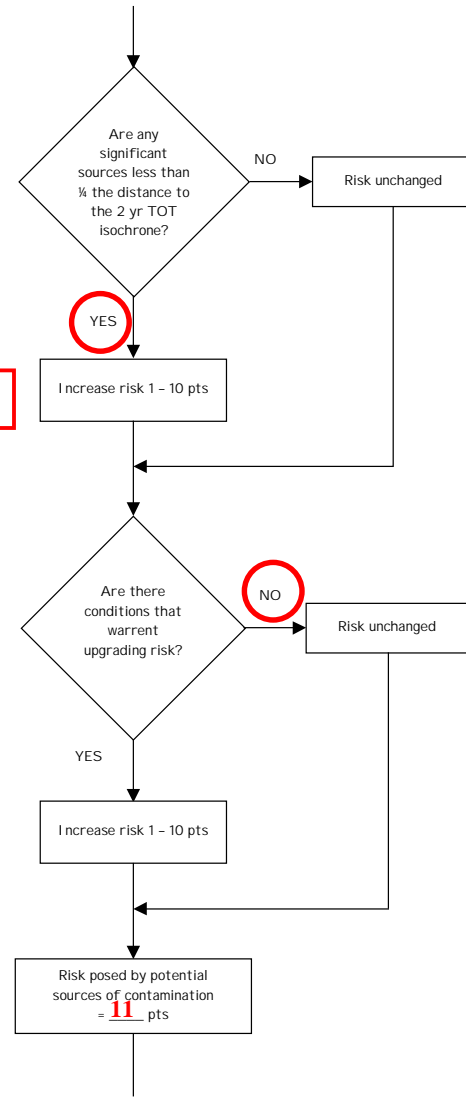 Are any
significant
sources less than
¼ the distance to
the 2 yr TOT
isochrone?
NO
Risk unchanged
YES
Increase risk 1 – 10 pts
Are there
conditions that
warrent
upgrading risk?
NO
Risk unchanged
YES
Increase risk 1 – 10 pts
Risk posed by potential
sources of contamination
= 11 pts